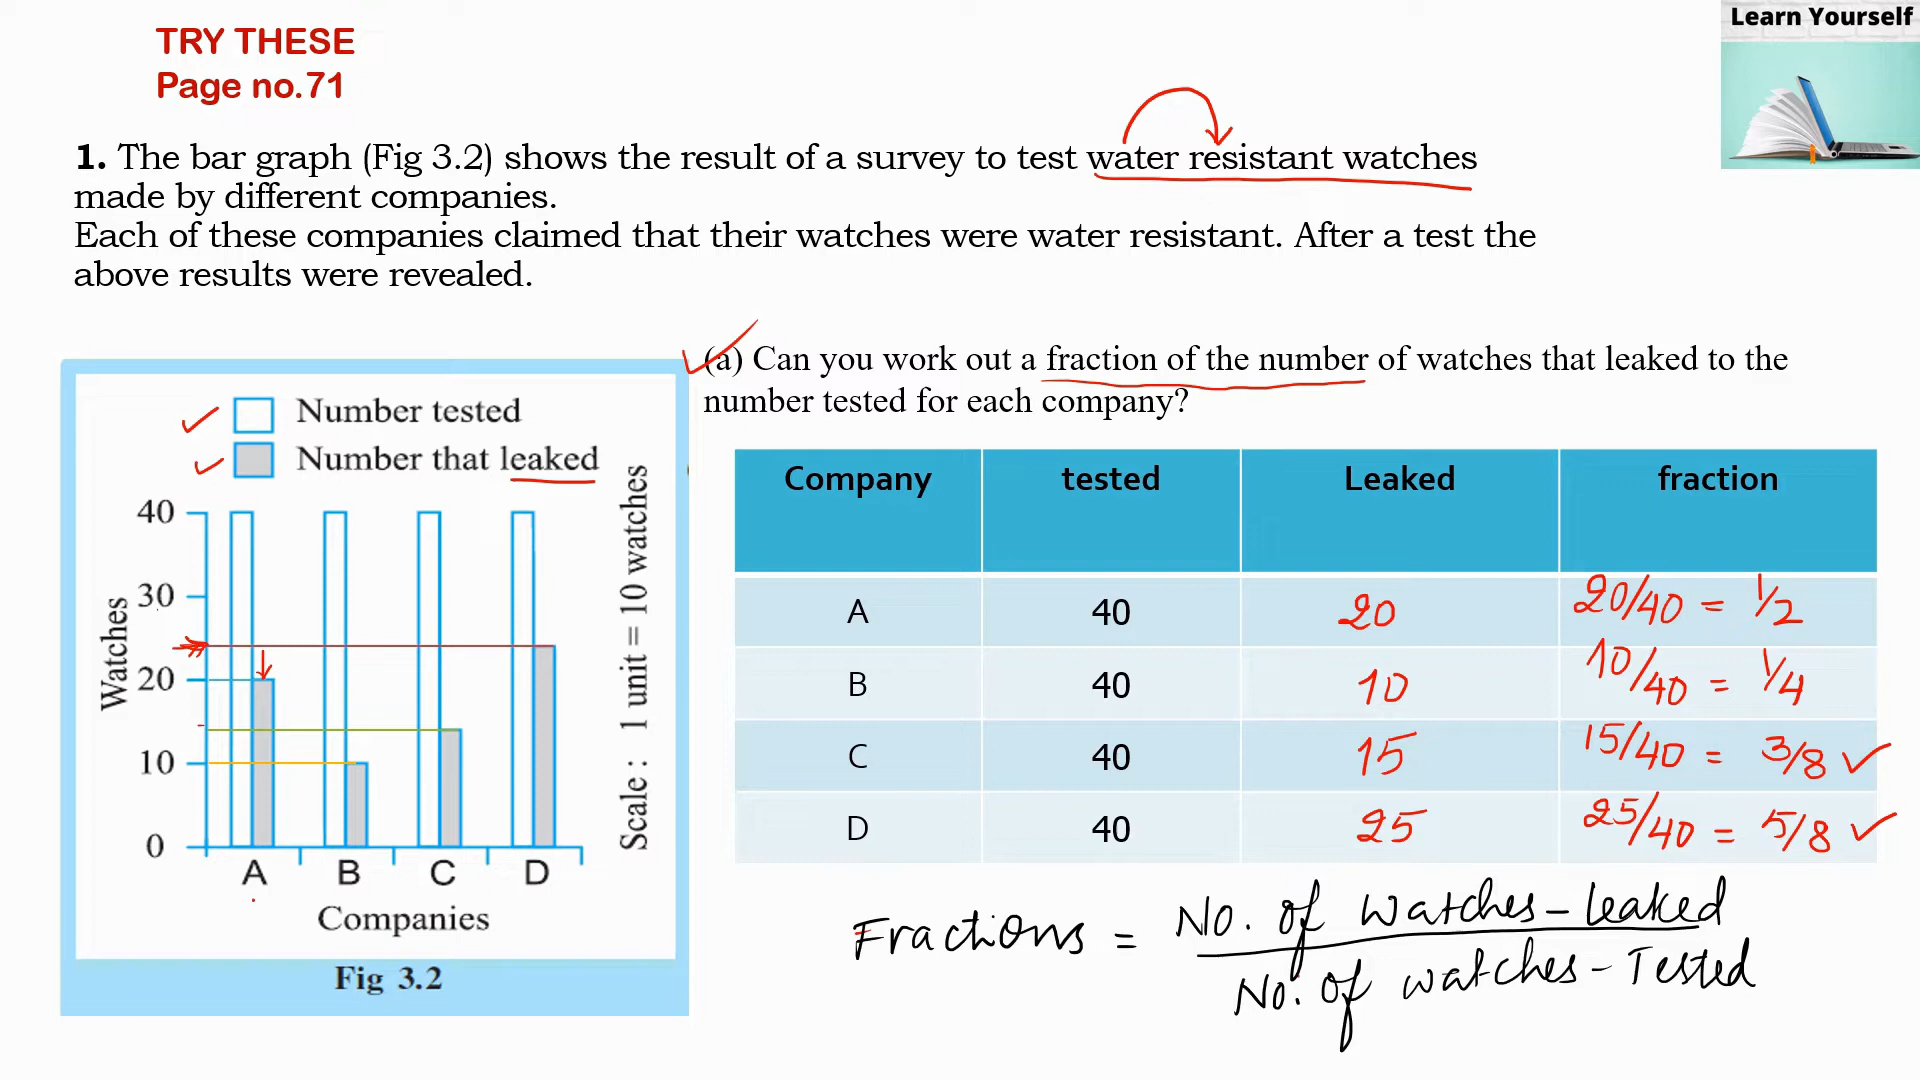 Learn Yourself
TRY THESE
Page no.71
1. The bar graph (Fig 3.2) shows the result of a survey to test water resistant watches
made by different companies.
Each of these companies claimed that their watches were water resistant. After a test the
above results were revealed.
(a) Can you work out a fraction of the number of watches that leaked to the
number tested for each company?
Number tested
Number that leaked
40
30
20
10
0
Watches
A B C D
Companies
Scale : 1 unit = 10 watches
Fig 3.2
Company tested Leaked fraction
A 40 20 20/40 = 1/2
B 40 10 10/40 = 1/4
C 40 15 15/40 = 3/8
D 40 25 25/40 = 5/8
Fractions = No. of watches - leaked
No. of watches - Tested